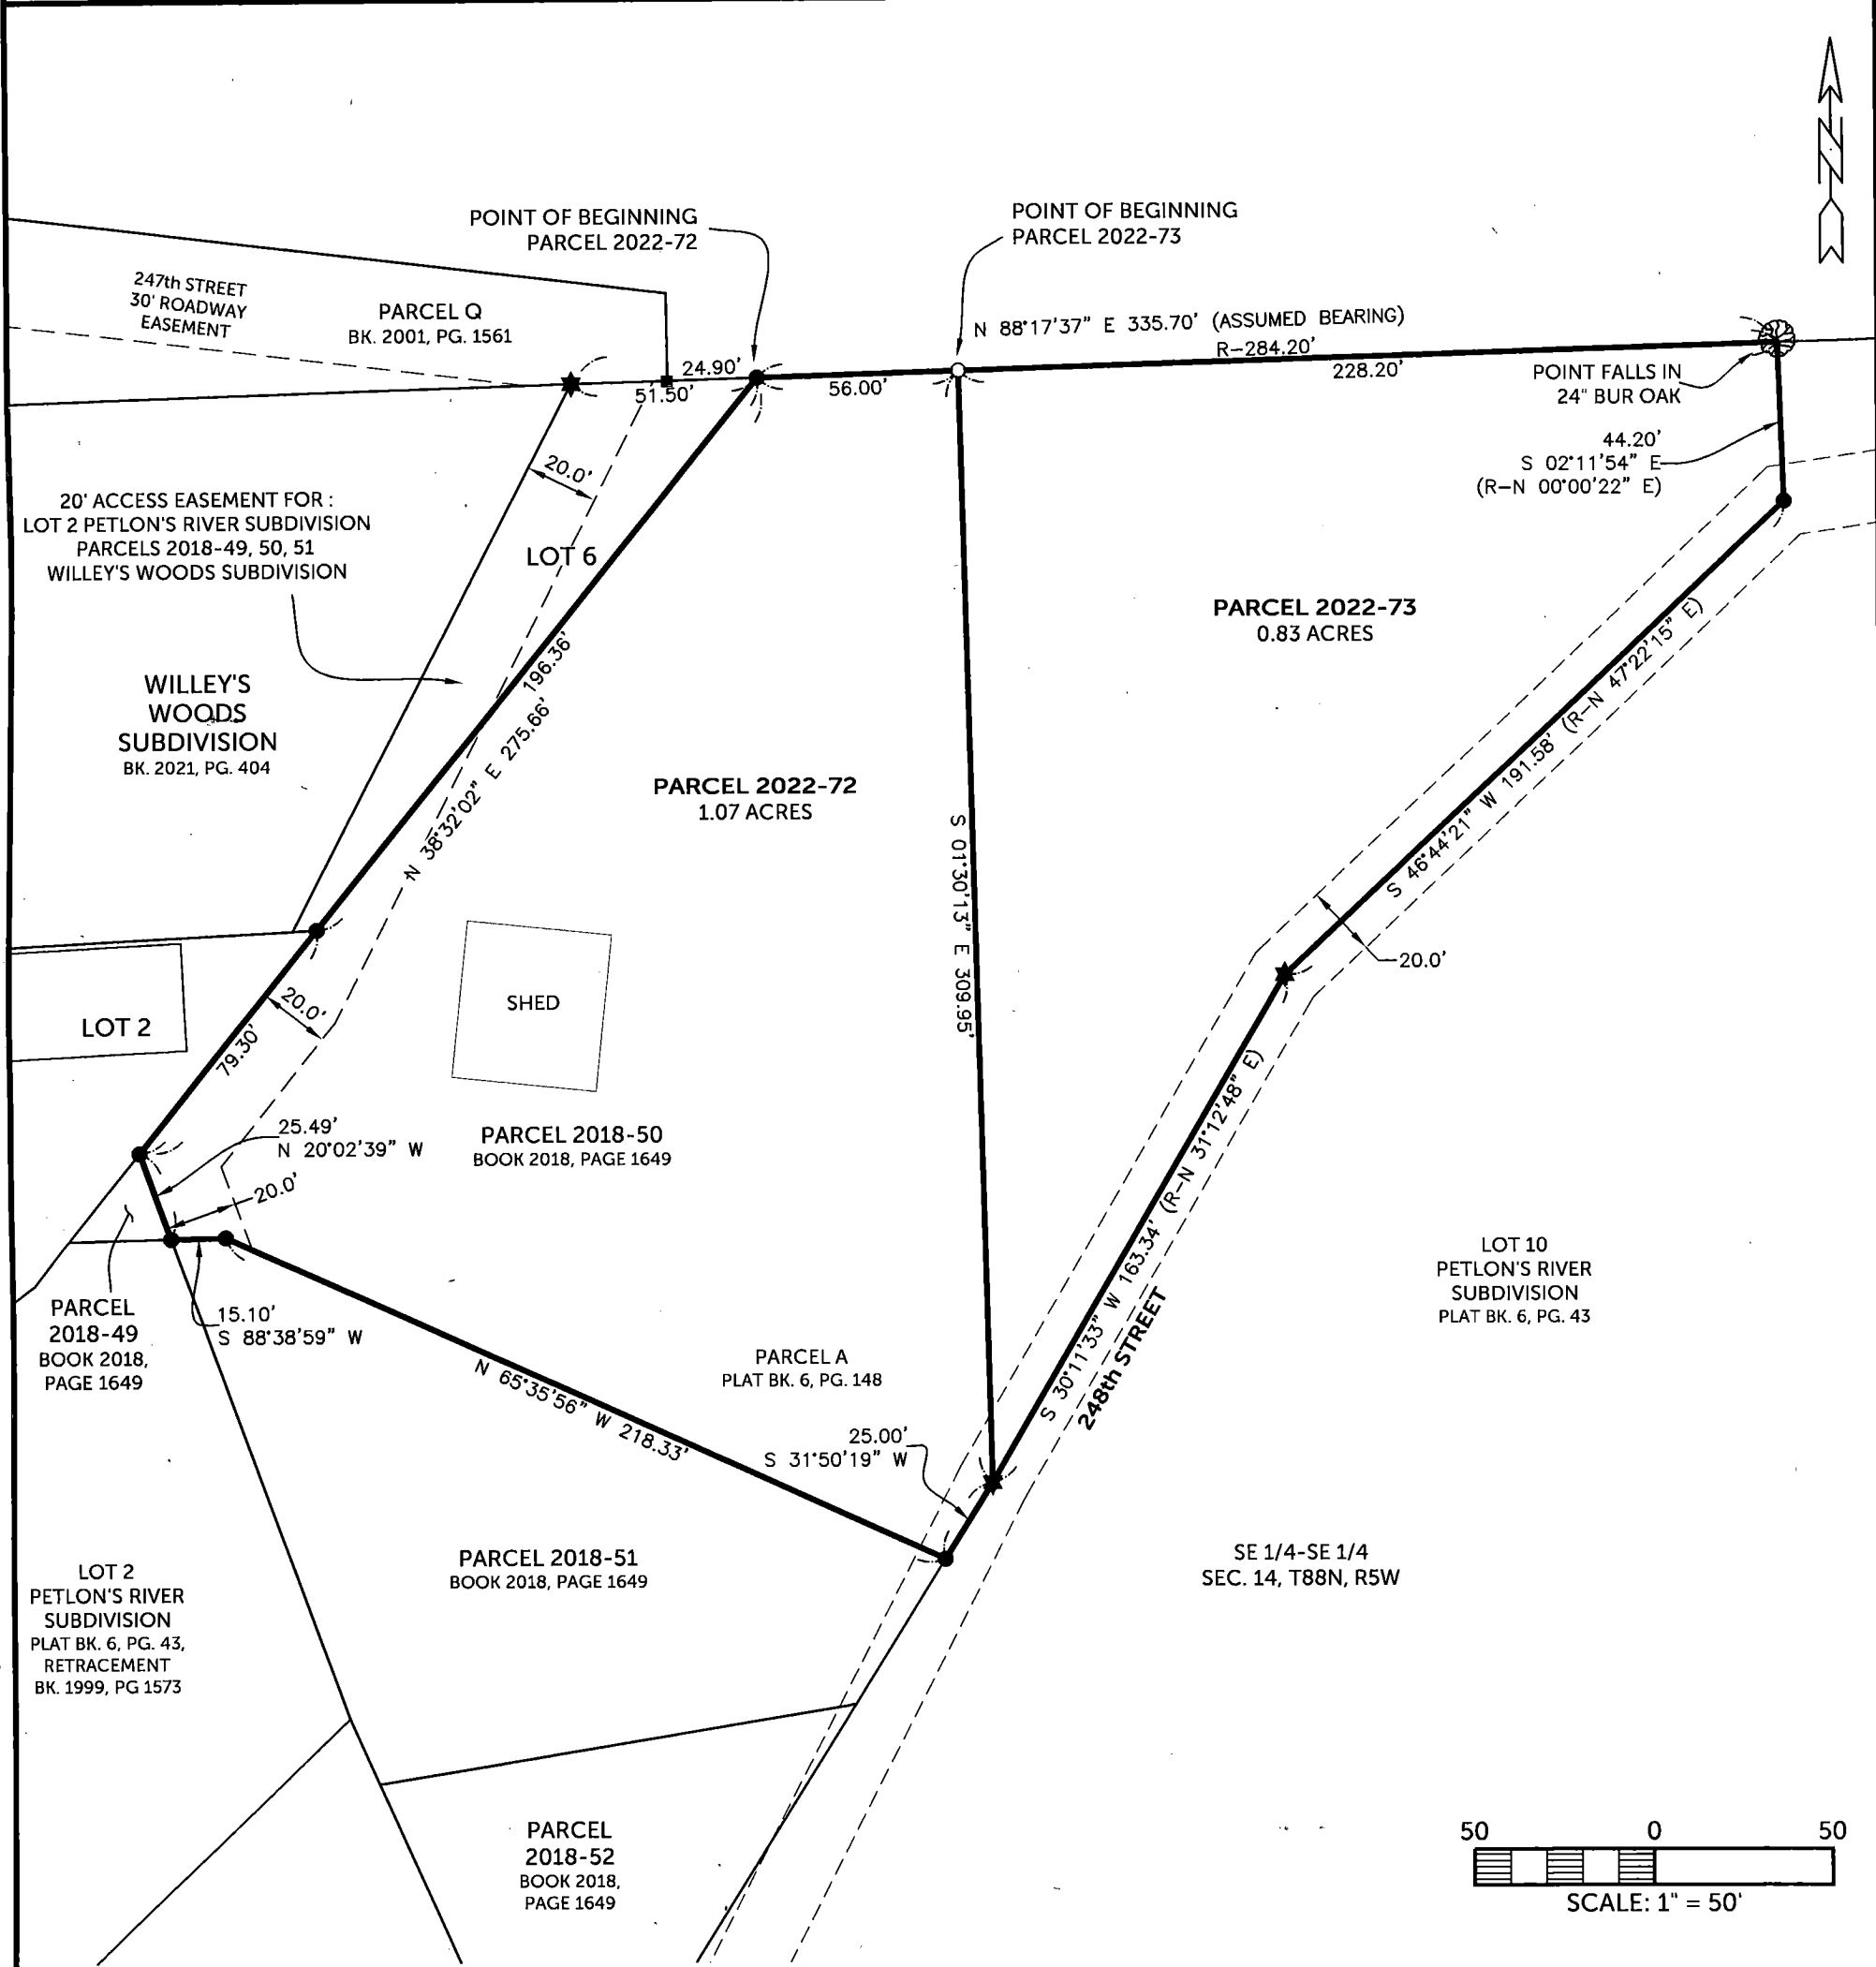 POINT OF BEGINNING
PARCEL 2022-72
POINT OF BEGINNING
PARCEL 2022-73
N
247th STREET
30' ROADWAY
EASEMENT
PARCEL Q
BK. 2001, PG. 1561
N 88°17'37" E 335.70' (ASSUMED BEARING)
R-284.20'
24.90'
51.50'
56.00'
228.20'
POINT FALLS IN
24" BUR OAK
44.20'
S 02°11'54" E
(R-N 00°00'22" E)
20.0'
20' ACCESS EASEMENT FOR :
LOT 2 PETLON'S RIVER SUBDIVISION
PARCELS 2018-49, 50, 51
WILLEY'S WOODS SUBDIVISION
LOT 6
PARCEL 2022-73
0.83 ACRES
196.36'
N 38°32'02" E 275.66'
WILLEY'S
WOODS
SUBDIVISION
BK. 2021, PG. 404
PARCEL 2022-72
1.07 ACRES
S 01°30'13" E 309.95'
S 46°44'21" W 191.58' (R-N 47°22'15" E)
20.0'
SHED
LOT 2
20.0'
79.30'
25.49'
N 20°02'39" W
20.0'
PARCEL 2018-50
BOOK 2018, PAGE 1649
S 30°11'33" W 163.34' (R-N 31°12'48" E)
248th STREET
LOT 10
PETLON'S RIVER
SUBDIVISION
PLAT BK. 6, PG. 43
PARCEL
2018-49
BOOK 2018,
PAGE 1649
15.10'
S 88°38'59" W
N 65°35'56" W 218.33'
PARCEL A
PLAT BK. 6, PG. 148
25.00'
S 31°50'19" W
PARCEL 2018-51
BOOK 2018, PAGE 1649
SE 1/4-SE 1/4
SEC. 14, T88N, R5W
LOT 2
PETLON'S RIVER
SUBDIVISION
PLAT BK. 6, PG. 43,
RETRACEMENT
BK. 1999, PG 1573
PARCEL
2018-52
BOOK 2018,
PAGE 1649
50 0 50
SCALE: 1" = 50'